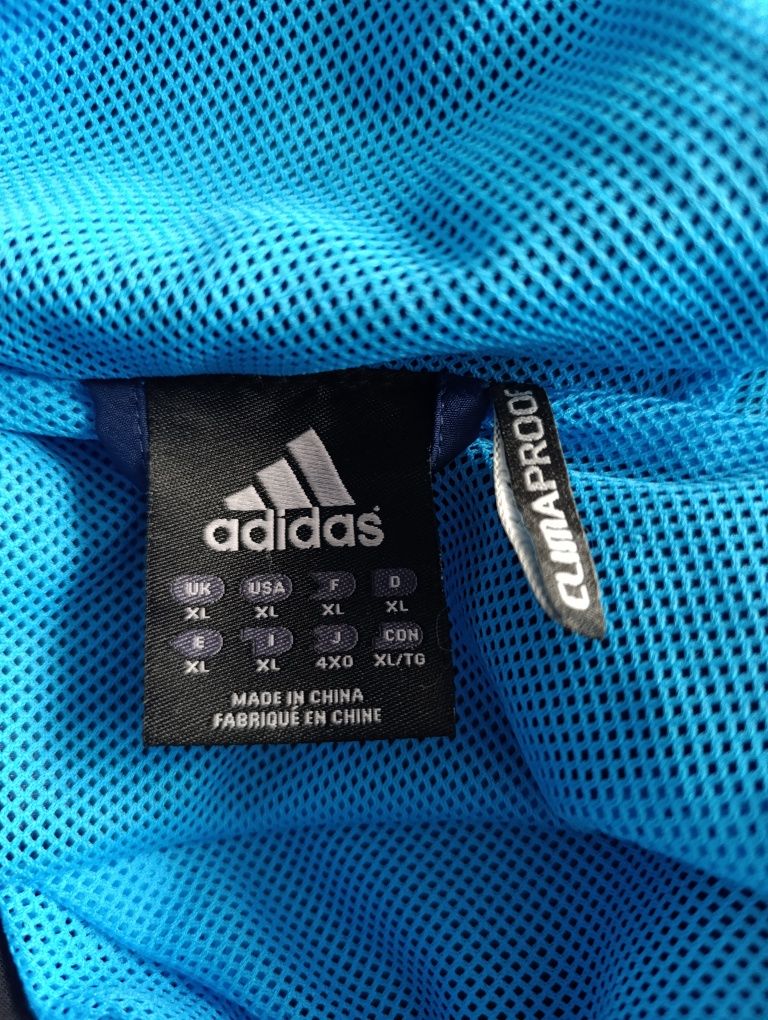 adidas
UK USA F D
XL XL XL XL
E I J CON
XL XL 4XO XL/TG
MADE IN CHINA
FABRIQUÉ EN CHINE
CLIMAPROOF